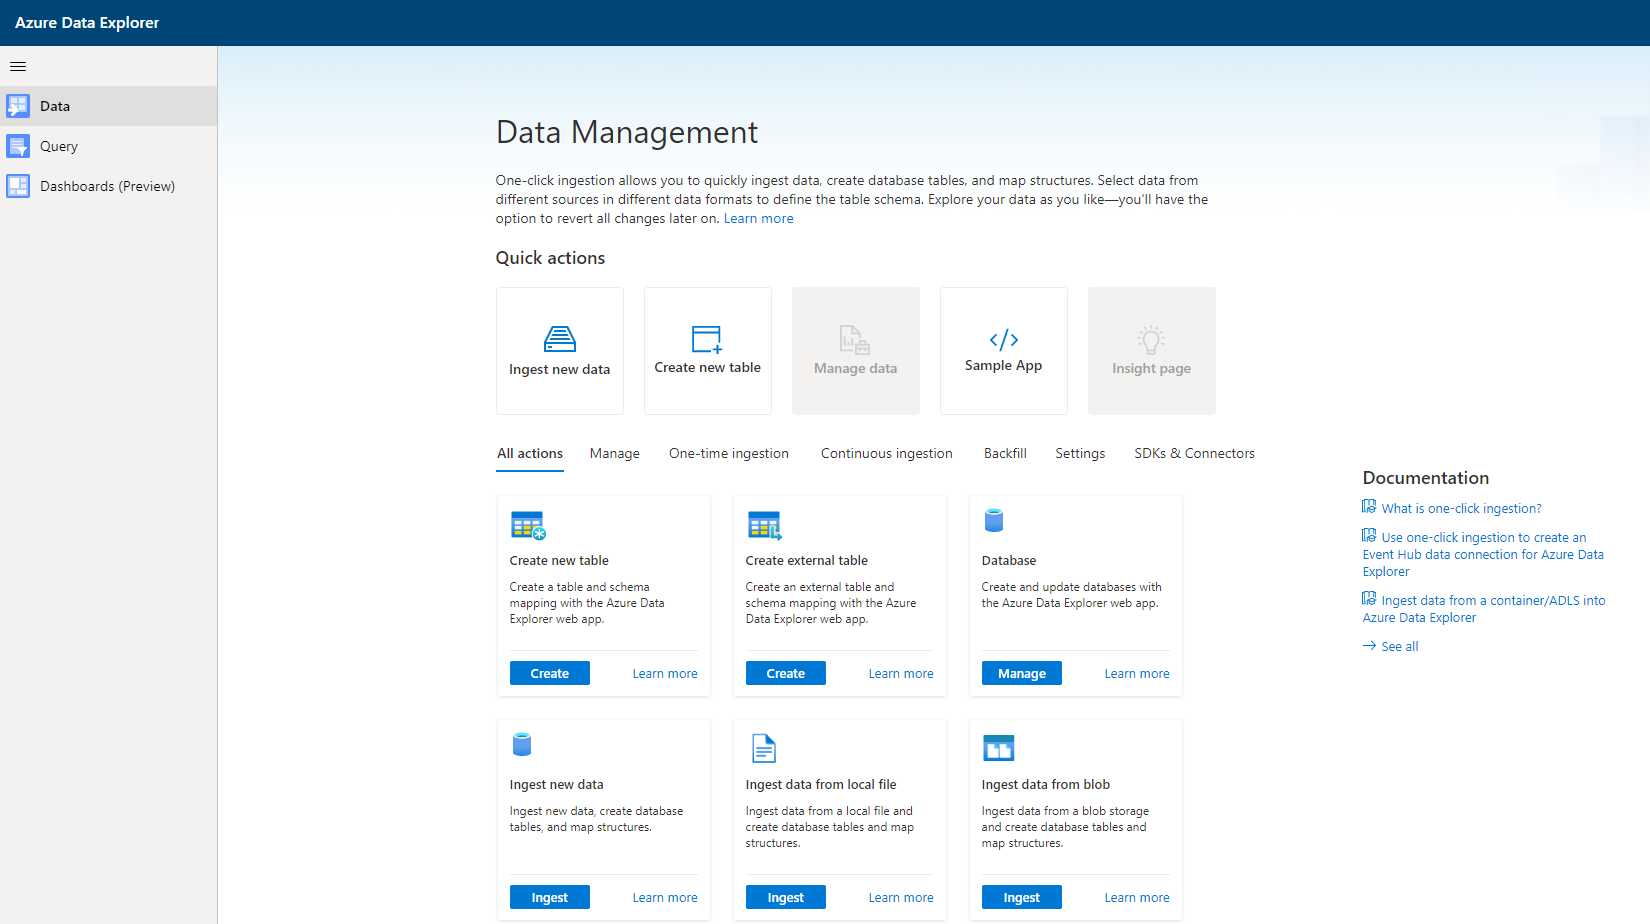 Azure Data Explorer
Data
Query
Dashboards (Preview)
Data Management
One-click ingestion allows you to quickly ingest data, create database tables, and map structures. Select data from
different sources in different data formats to define the table schema. Explore your data as you like—you'll have the
option to revert all changes later on. Learn more
Quick actions
Ingest new data
Create new table
Manage data
Sample App
Insight page
All actions
Manage
One-time ingestion
Continuous ingestion
Backfill
Settings
SDKs & Connectors
Create new table
Create a table and schema
mapping with the Azure Data
Explorer web app.
Create
Learn more
Create external table
Create an external table and
schema mapping with the Azure
Data Explorer web app.
Create
Learn more
Database
Create and update databases with
the Azure Data Explorer web app.
Manage
Learn more
Ingest new data
Ingest new data, create database
tables, and map structures.
Ingest
Learn more
Ingest data from local file
Ingest data from a local file and
create database tables and map
structures.
Ingest
Learn more
Ingest data from blob
Ingest data from a blob storage
and create database tables and
map structures.
Ingest
Learn more
Documentation
What is one-click ingestion?
Use one-click ingestion to create an
Event Hub data connection for Azure Data
Explorer
Ingest data from a container/ADLS into
Azure Data Explorer
See all